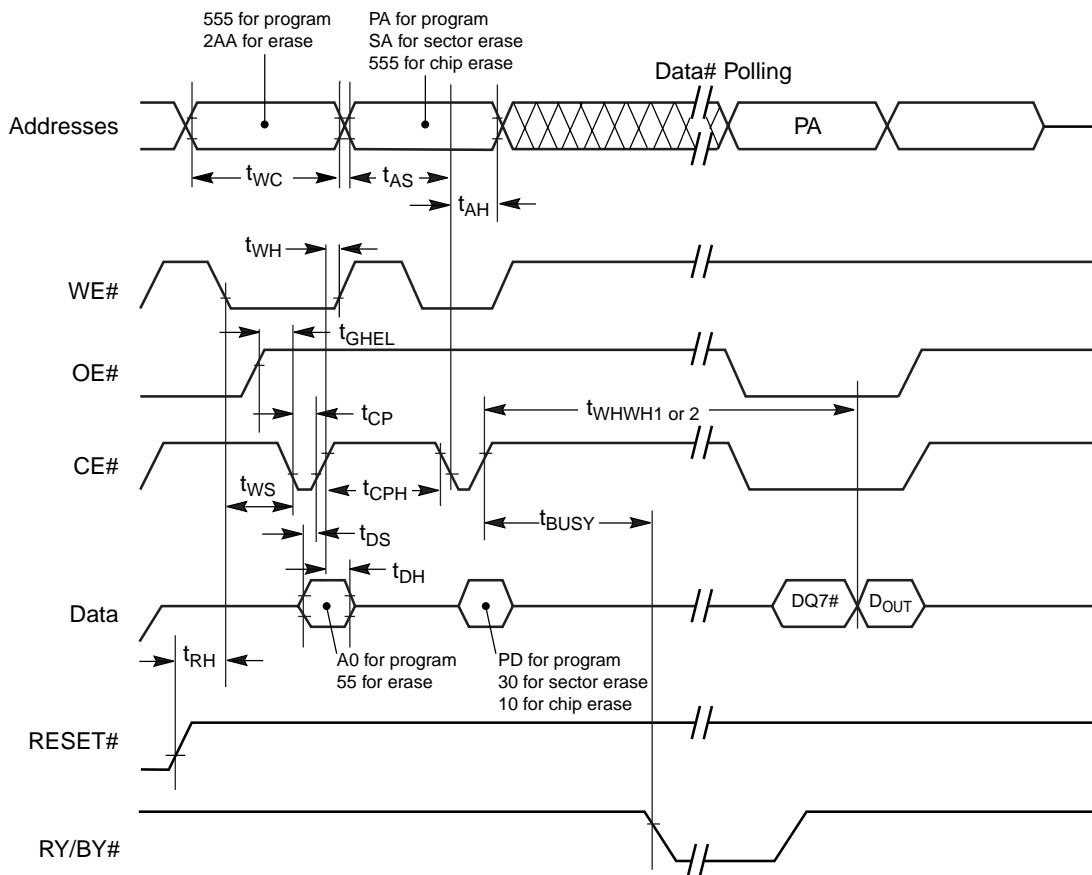 555 for program
2AA for erase
PA for program
SA for sector erase
555 for chip erase
Data# Polling
Addresses
PA
tWC
tAS
tAH
tWH
WE#
tGHEL
OE#
tWHWH1 or 2
tCP
CE#
tWS
tCPH
tBUSY
tDS
tDH
Data
DQ7#
DOUT
tRH
A0 for program
55 for erase
PD for program
30 for sector erase
10 for chip erase
RESET#
RY/BY#